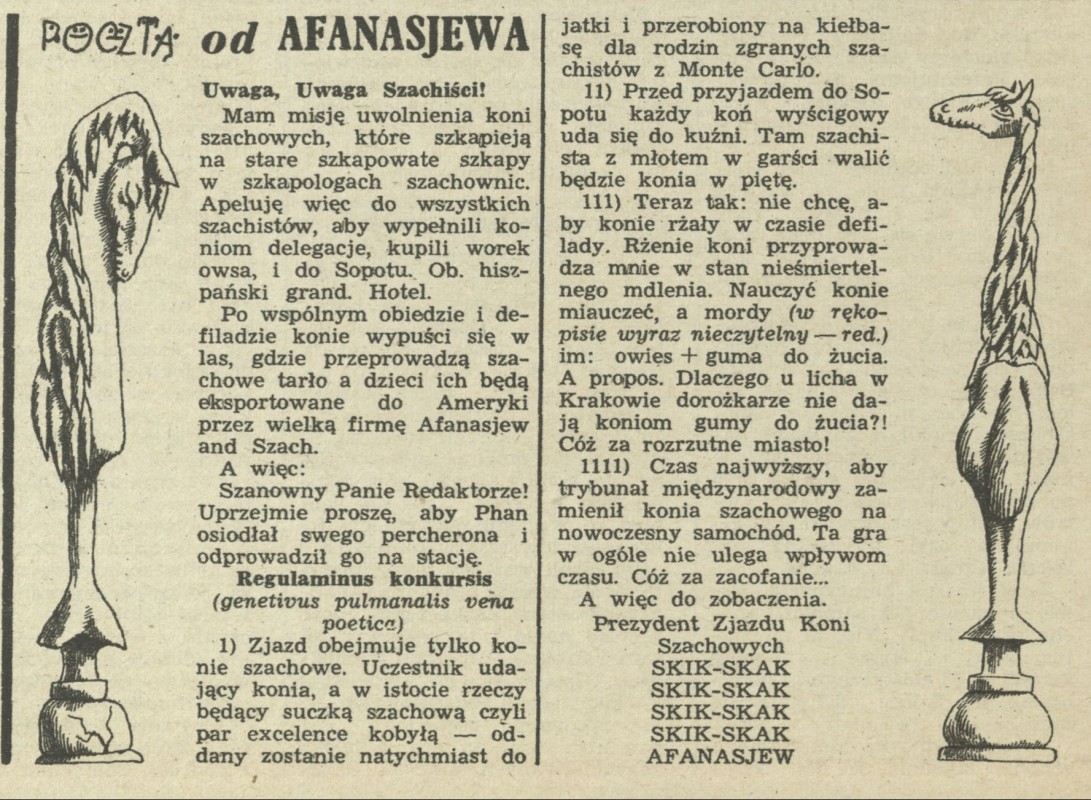 POCZTA od AFANASJEWA
Uwaga, Uwaga Szachiści!
Mam misję uwolnienia koni
szachowych, które szkapieją
na stare szkapowate szkapy
w szkapologach szachownic.
Apeluję więc do wszystkich
szachistów, aby wypełnili ko-
niom delegacje, kupili worek
owsa, i do Sopotu. Ob. hisz-
pański grand. Hotel.
Po wspólnym obiedzie i de-
filadzie konie wypuści się w
las, gdzie przeprowadzą sza-
chowe tarło a dzieci ich będą
eksportowane do Ameryki
przez wielką firmę Afanasjew
and Szach.
A więc:
Szanowny Panie Redaktorze!
Uprzejmie proszę, aby Phan
osiodłał swego percherona i
odprowadził go na stację.
Regulaminus konkursis
(genetivus pulmanalis vena
poetica)
1) Zjazd obejmuje tylko ko-
nie szachowe. Uczestnik uda-
jący konia, a w istocie rzeczy
będący suczką szachową czyli
par excelence kobyłą — od-
dany zostanie natychmiast do
jatki i przerobiony na kiełba-
sę dla rodzin zgranych sza-
chistów z Monte Carlo.
11) Przed przyjazdem do So-
potu każdy koń wyścigowy
uda się do kuźni. Tam szachi-
sta z młotem w garści walić
będzie konia w piętę.
111) Teraz tak: nie chcę, a-
by konie rżały w czasie defi-
lady. Rżenie koni przyprowa-
dza mnie w stan nieśmiertel-
nego mdlenia. Nauczyć konie
miauczeć, a mordy (w ręko-
pisie wyraz nieczytelny — red.)
im: owies + guma do żucia.
A propos. Dlaczego u licha w
Krakowie dorożkarze nie da-
ją koniom gumy do żucia?!
Cóż za rozrzutne miasto!
1111) Czas najwyższy, aby
trybunał międzynarodowy za-
mienił konia szachowego na
nowoczesny samochód. Ta gra
w ogóle nie ulega wpływom
czasu. Cóż za zacofanie...
A więc do zobaczenia.
Prezydent Zjazdu Koni
Szachowych
SKIK-SKAK
SKIK-SKAK
SKIK-SKAK
SKIK-SKAK
AFANASJEW